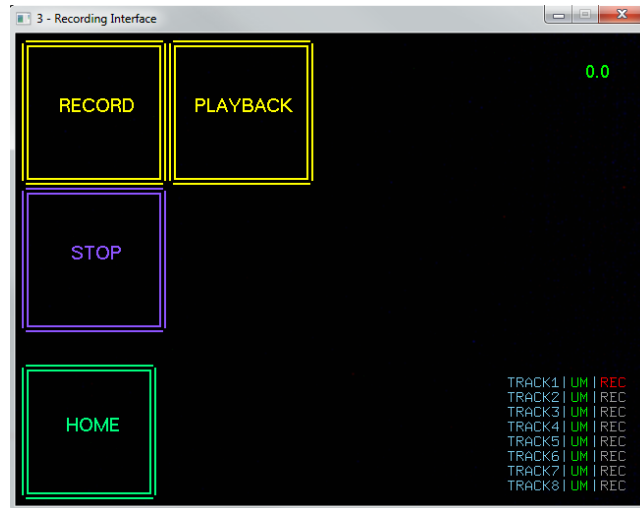 3 - Recording Interface
0.0
RECORD PLAYBACK
STOP
HOME
TRACK1|UM|REC
TRACK2|UM|REC
TRACK3|UM|REC
TRACK4|UM|REC
TRACK5|UM|REC
TRACK6|UM|REC
TRACK7|UM|REC
TRACK8|UM|REC